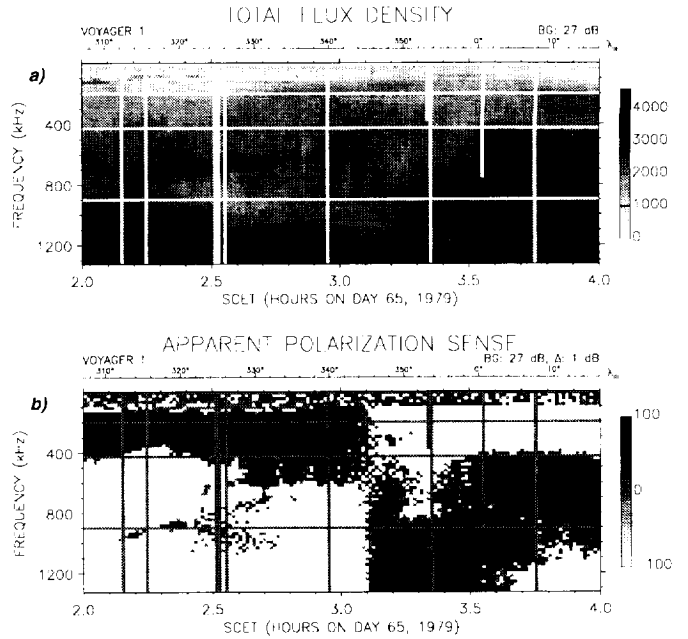 TOTAL FLUX DENSITY
VOYAGER 1
BG: 27 dB
310° 320° 330° 340° 350° 0° 10°
a)
FREQUENCY (kHz)
400
800
1200
4000
3000
2000
1000
0
2.0 2.5 3.0 3.5 4.0
SCET (HOURS ON DAY 65, 1979)
APPARENT POLARIZATION SENSE
VOYAGER 1
BG: 27 dB, Δ: 1 dB
310° 320° 330° 340° 350° 0° 10°
b)
FREQUENCY (kHz)
400
800
1200
100
0
100
2.0 2.5 3.0 3.5 4.0
SCET (HOURS ON DAY 65, 1979)